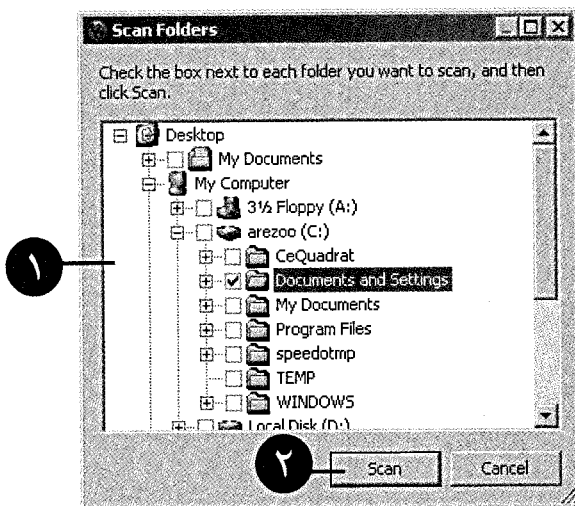 Scan Folders
Check the box next to each folder you want to scan, and then
click Scan.
Desktop
My Documents
My Computer
3½ Floppy (A:)
arezoo (C:)
CeQuadrat
Documents and Settings
My Documents
Program Files
speedotmp
TEMP
WINDOWS
Local Disk (D:)
۱
۲
Scan
Cancel